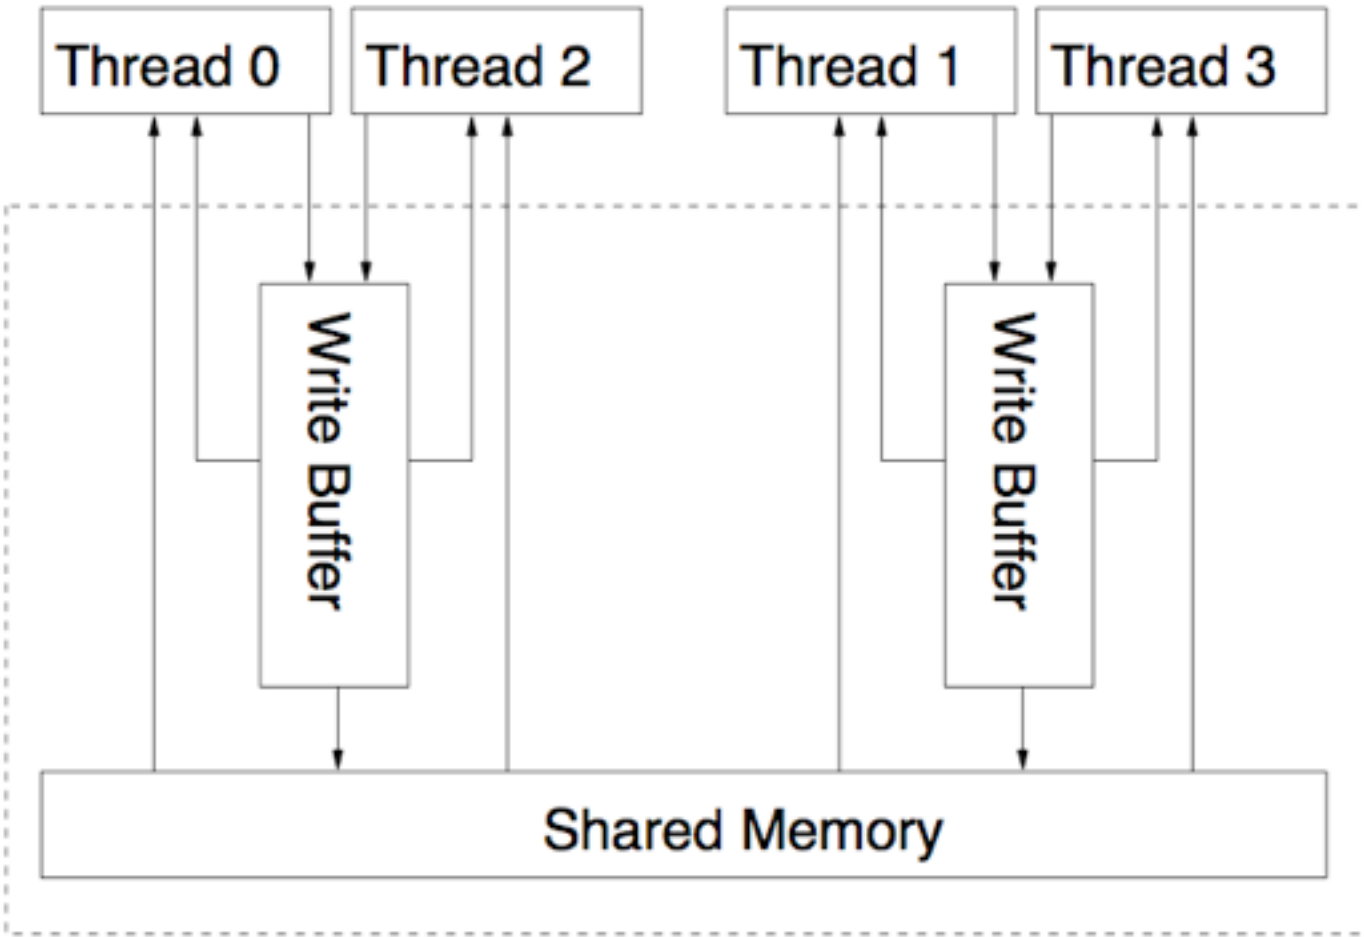 Thread 0
Thread 2
Thread 1
Thread 3
Write Buffer
Write Buffer
Shared Memory